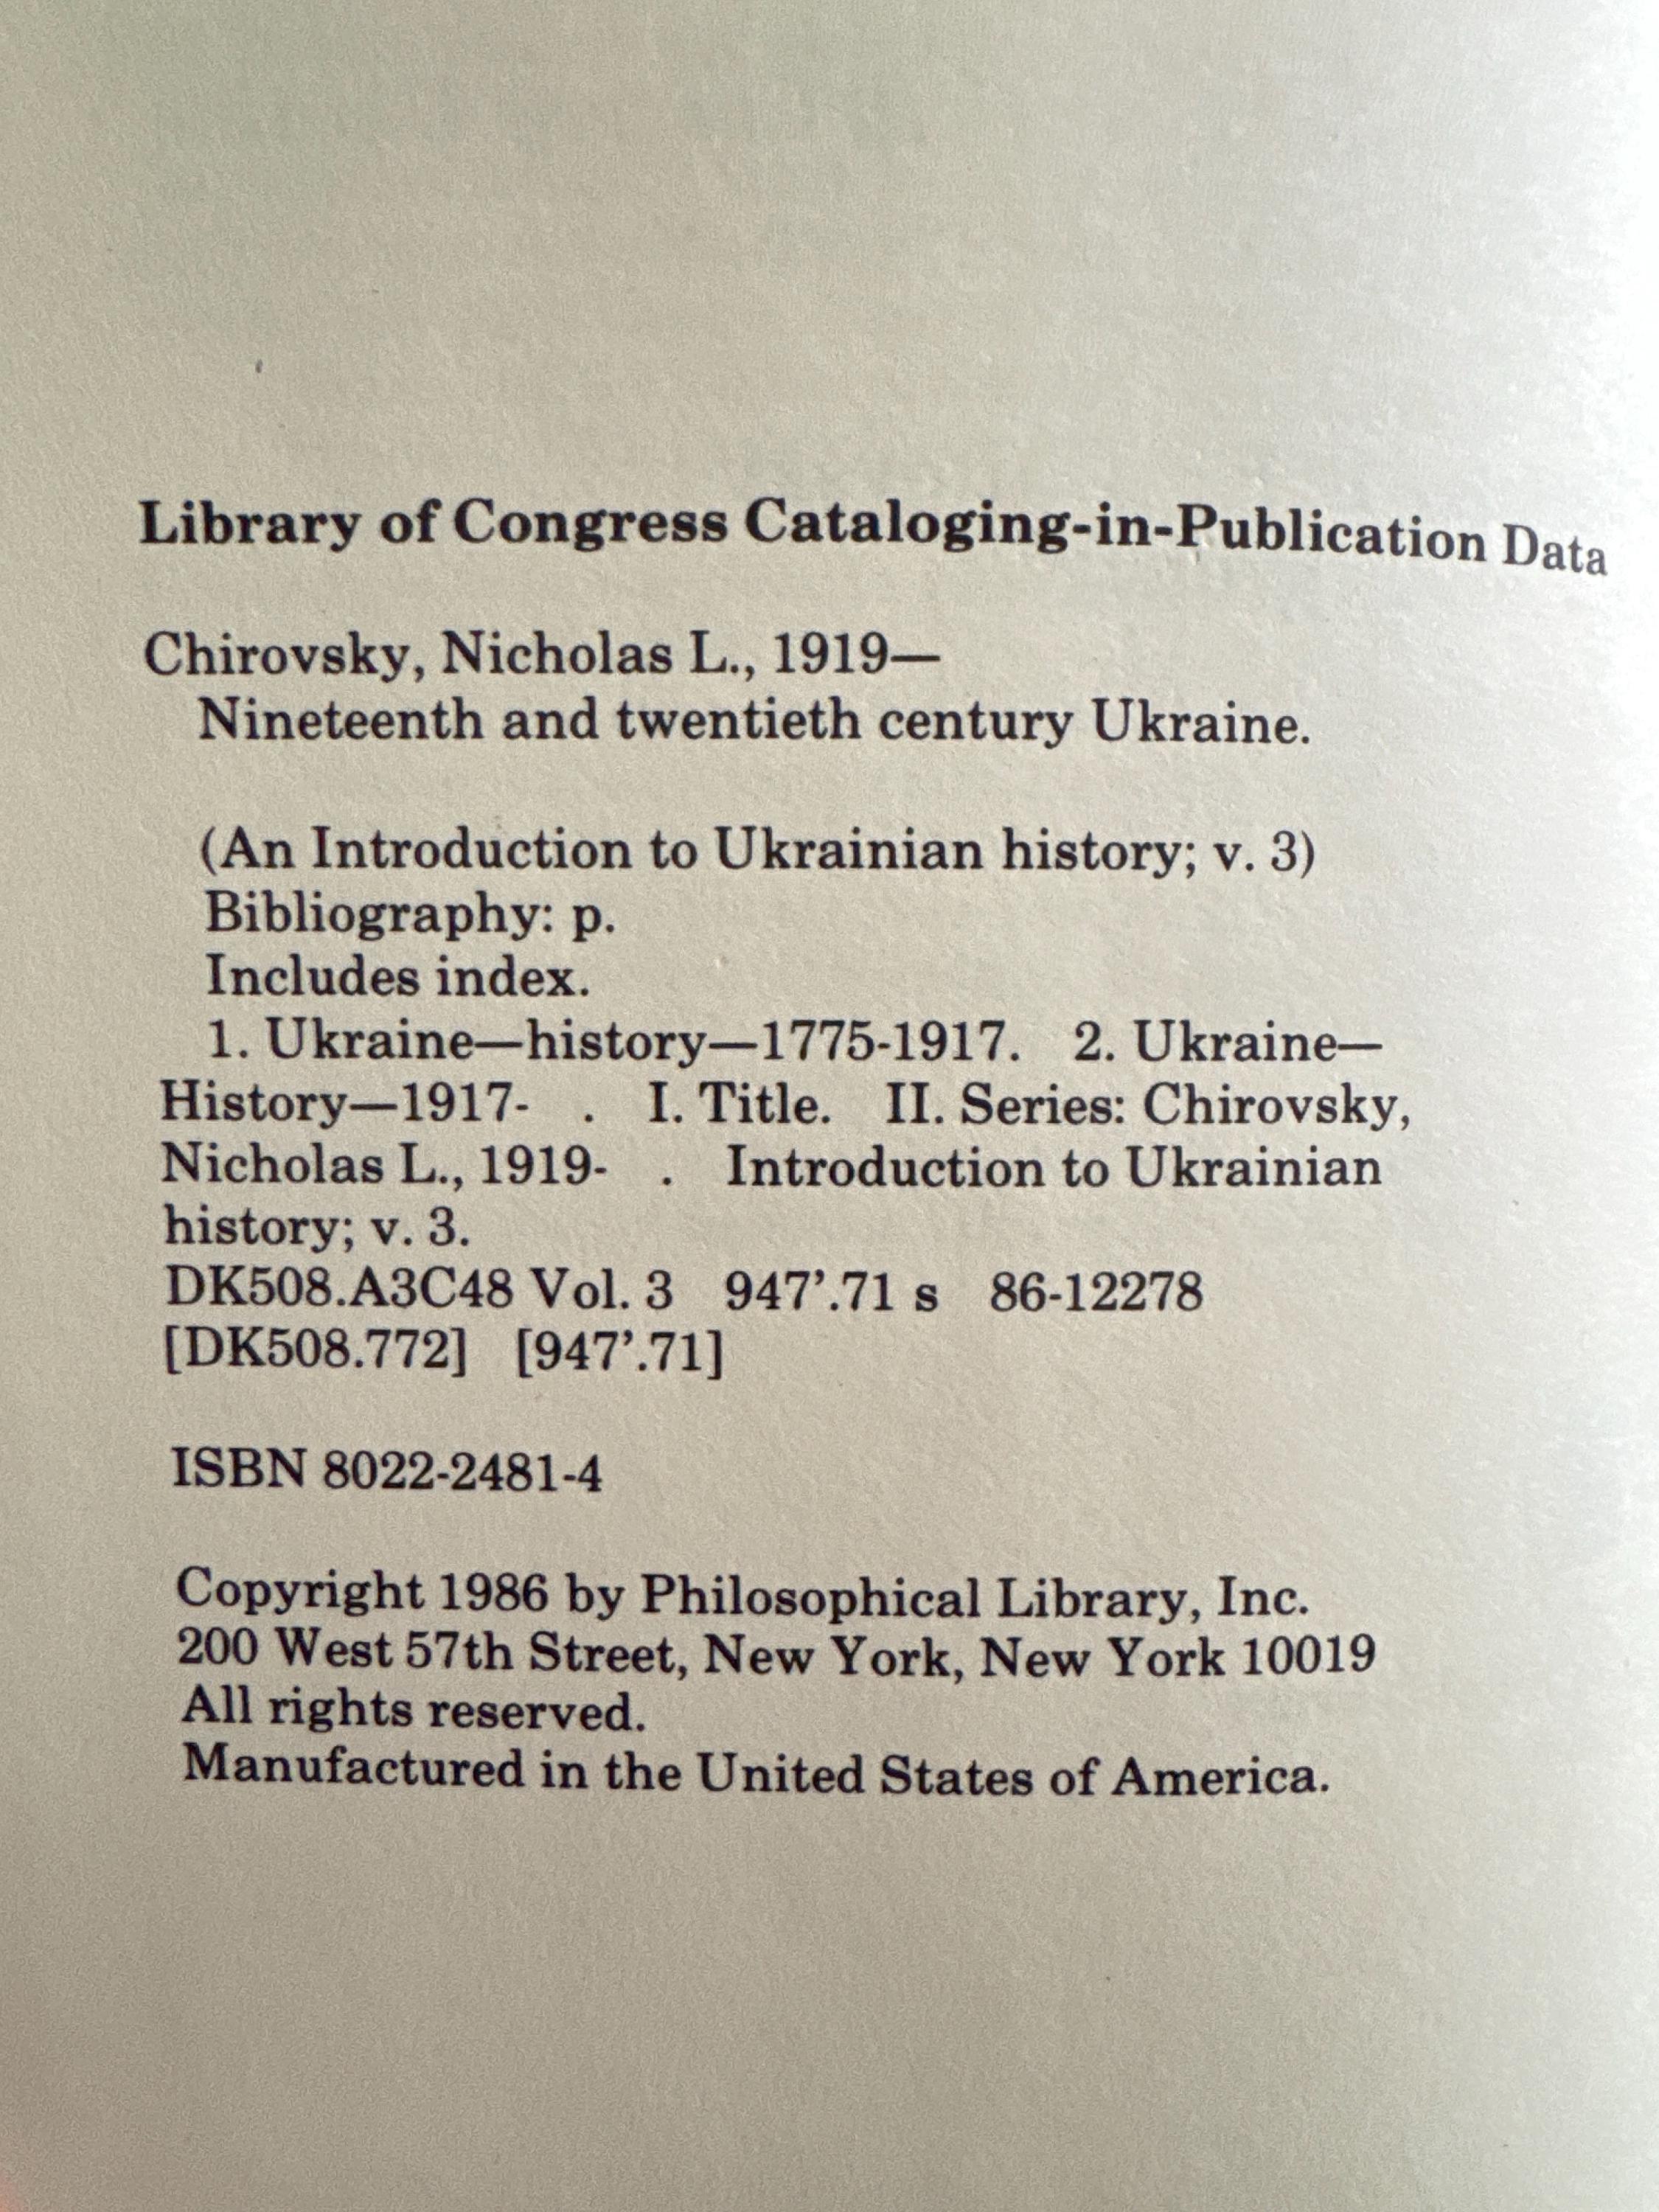 Library of Congress Cataloging-in-Publication Data
Chirovsky, Nicholas L., 1919—
Nineteenth and twentieth century Ukraine.
(An Introduction to Ukrainian history; v. 3)
Bibliography: p.
Includes index.
1. Ukraine—history—1775-1917. 2. Ukraine—
History—1917- . I. Title. II. Series: Chirovsky,
Nicholas L., 1919- . Introduction to Ukrainian
history; v. 3.
DK508.A3C48 Vol. 3 947’.71 s 86-12278
[DK508.772] [947’.71]
ISBN 8022-2481-4
Copyright 1986 by Philosophical Library, Inc.
200 West 57th Street, New York, New York 10019
All rights reserved.
Manufactured in the United States of America.